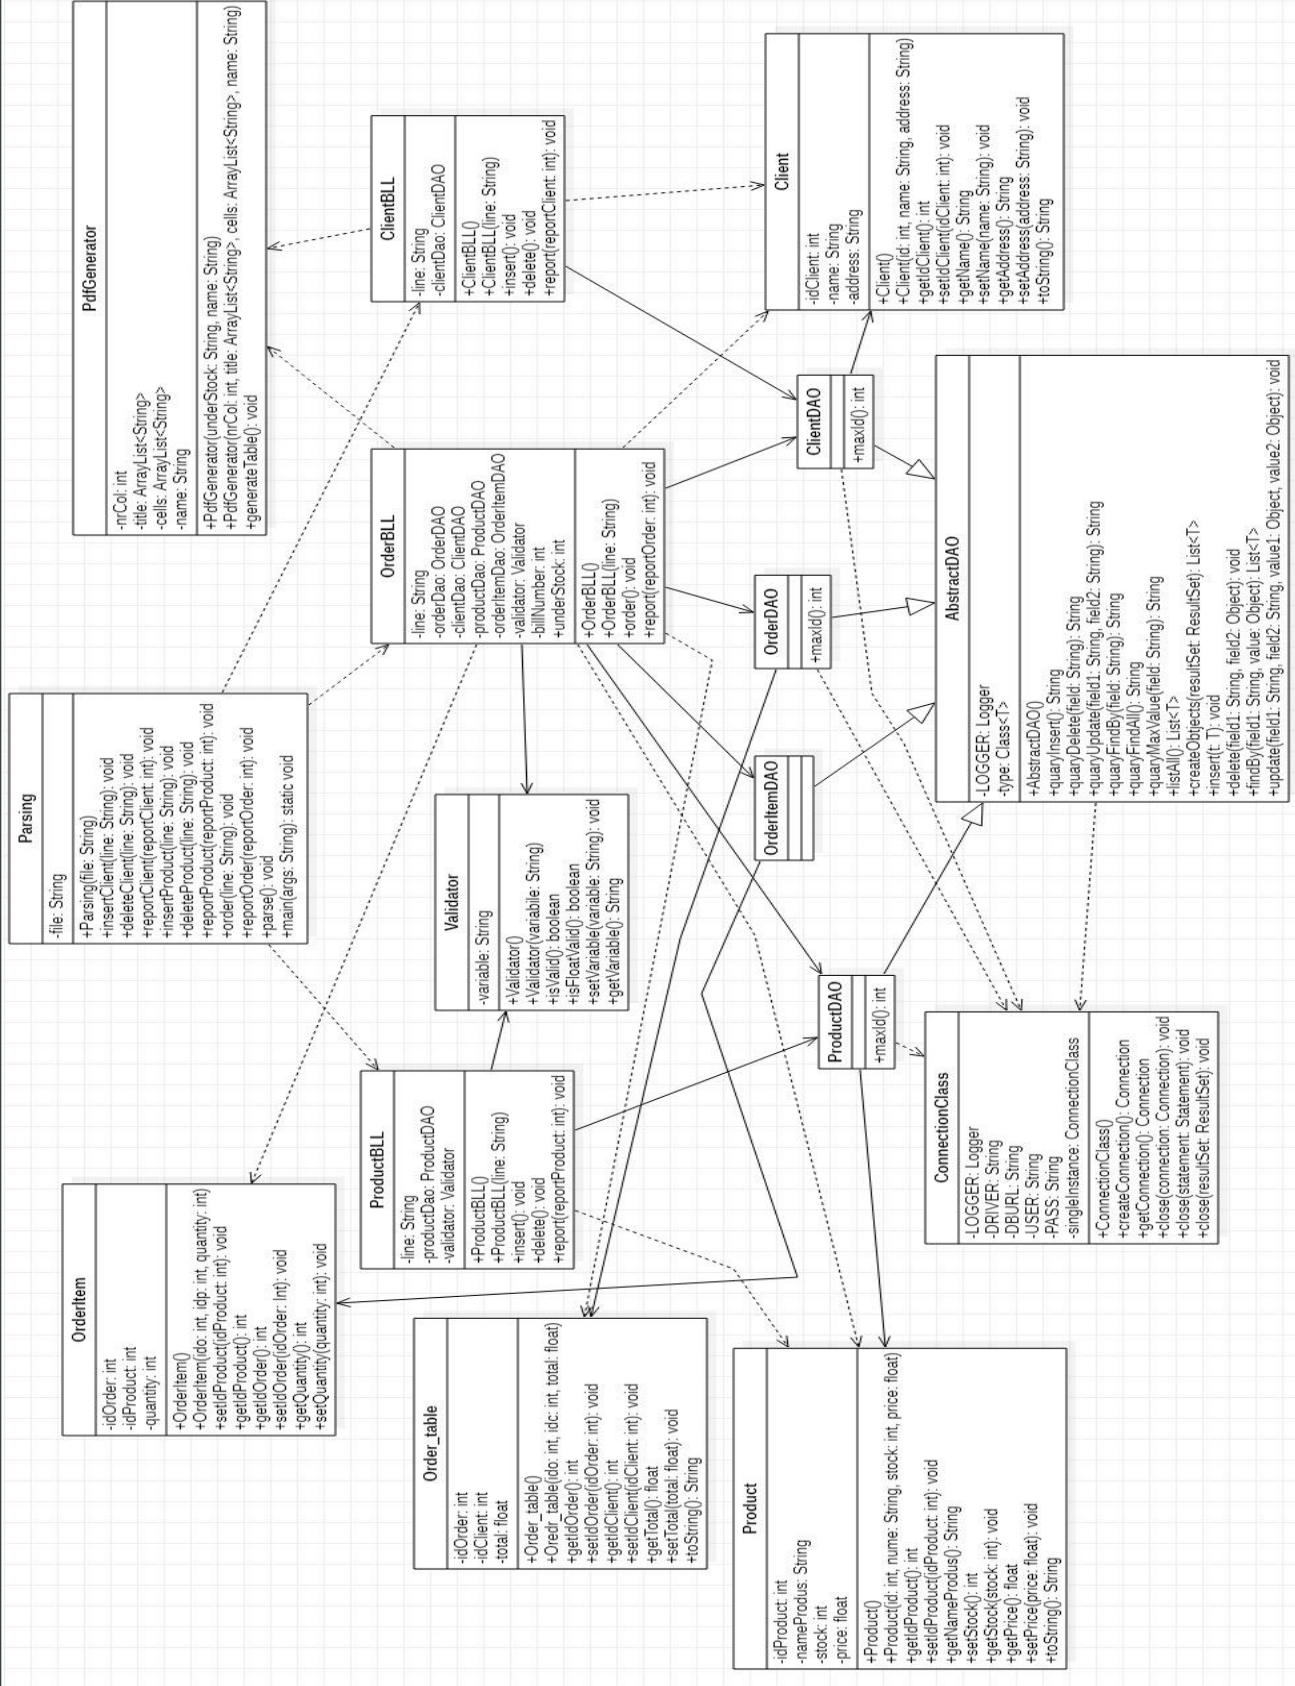 OrderItem
-idOrder: int
-idProduct: int
-quantity: int
+OrderItem()
+OrderItem(ido: int, idp: int, quantity: int)
+setIdProduct(idProduct: int): void
+getIdProduct(): int
+getIdOrder(): int
+setIdOrder(idOrder: Int): void
+getQuantity(): int
+setQuantity(quantity: int): void
Parsing
-file: String
+Parsing(file: String)
+insertClient(line: String): void
+deleteClient(line: String): void
+reportClient(reportClient: int): void
+insertProduct(line: String): void
+deleteProduct(line: String): void
+reportProduct(reportProduct: int): void
+order(line: String): void
+reportOrder(reportOrder: int): void
+parse(): void
+main(args: String): static void
PdfGenerator
-nrCol: int
-title: ArrayList<String>
-cells: ArrayList<String>
-name: String
+PdfGenerator(underStock: String, name: String)
+PdfGenerator(nrCol: int, title: ArrayList<String>, cells: ArrayList<String>, name: String)
+generateTable(): void
Order_table
-idOrder: int
-idClient: int
-total: float
+Order_table()
+Oredr_table(ido: int, idc: int, total: float)
+getIdOrder(): int
+setIdOrder(idOrder: int): void
+getIdClient(): int
+setIdClient(idClient: int): void
+getTotal(): float
+setTotal(total: float): void
+toString(): String
ProductBLL
-line: String
-productDao: ProductDAO
-validator: Validator
+ProductBLL()
+ProductBLL(line: String)
+insert(): void
+delete(): void
+report(reportProduct: int): void
Validator
-variable: String
+Validator()
+Validator(variabile: String)
+isValid(): boolean
+isFloatValid(): boolean
+setVariable(variable: String): void
+getVariable(): String
OrderBLL
-line: String
-orderDao: OrderDAO
-clientDao: ClientDAO
-productDao: ProductDAO
-orderItemDao: OrderItemDAO
-validator: Validator
-billNumber: int
+underStock: int
+OrderBLL()
+OrderBLL(line: String)
+order(): void
+report(reportOrder: int): void
ClientBLL
-line: String
-clientDao: ClientDAO
+ClientBLL()
+ClientBLL(line: String)
+insert(): void
+delete(): void
+report(reportClient: int): void
Product
-idProduct: int
-nameProdus: String
-stock: int
-price: float
+Product()
+Product(id: int, nume: String, stock: int, price: float)
+getIdProduct(): int
+setIdProduct(idProduct: int): void
+getNameProdus(): String
+setStock(): int
+getStock(stock: int): void
+getPrice(): float
+setPrice(price: float): void
+toString(): String
ProductDAO
+maxId(): int
OrderItemDAO
OrderDAO
+maxId(): int
ClientDAO
+maxId(): int
Client
-idClient: int
-name: String
-address: String
+Client()
+Client(id: int, name: String, address: String)
+getIdClient(): int
+setIdClient(idClient: int): void
+getName(): String
+setName(name: String): void
+getAddress(): String
+setAddress(address: String): void
+toString(): String
ConnectionClass
-LOGGER: Logger
-DRIVER: String
-DBURL: String
-USER: String
-PASS: String
-singleInstance: ConnectionClass
+ConnectionClass()
+createConnection(): Connection
+getConnection(): Connection
+close(connection: Connection): void
+close(statement: Statement): void
+close(resultSet: ResultSet): void
AbstractDAO
-LOGGER: Logger
-type: Class<T>
+AbstractDAO()
+quaryInsert(): String
+quaryDelete(field: String): String
+quaryUpdate(field1: String, field2: String): String
+quaryFindBy(field: String): String
+quaryFindAll(): String
+quaryMaxValue(field: String): String
+listAll(): List<T>
+createObjects(resultSet: ResultSet): List<T>
+insert(t: T): void
+delete(field1: String, field2: Object): void
+findBy(field1: String, value: Object): List<T>
+update(field1: String, field2: String, value1: Object, value2: Object): void